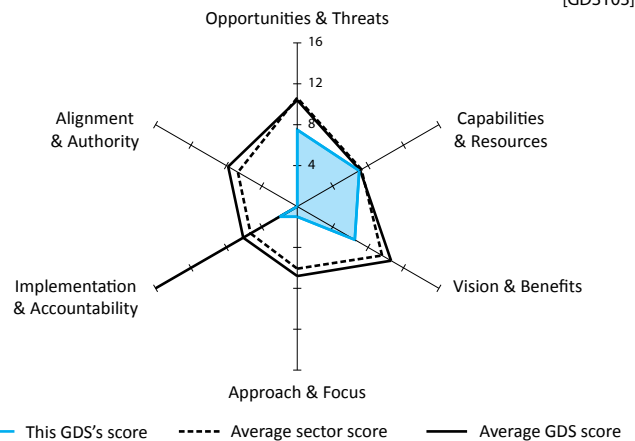 Opportunities & Threats
16
12
8
4
Alignment
& Authority
Capabilities
& Resources
Implementation
& Accountability
Vision & Benefits
Approach & Focus
This GDS's score
Average sector score
Average GDS score